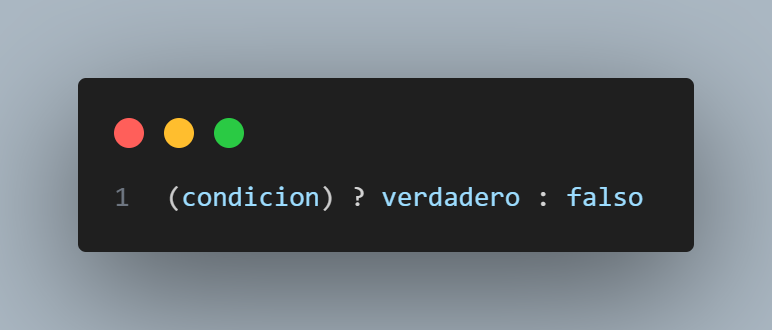 1 (condicion) ? verdadero : falso